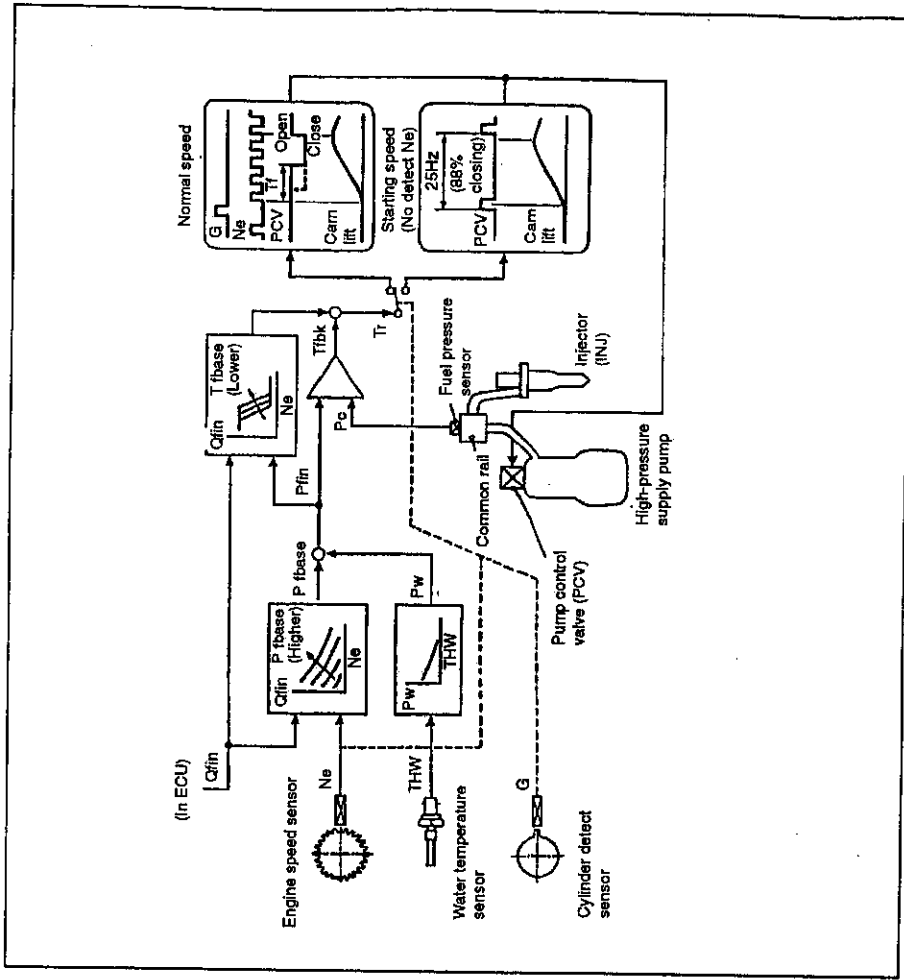 (In ECU)
Qfin
Engine speed sensor
Ne
Water temperature
sensor
THW
Cylinder detect
sensor
G
Qfin
P fbase
(Higher)
Ne
Pw
THW
P fbase
Pw
Pfin
Qfin
T fbase
(Lower)
Ne
Pc
Tfbk
Tr
Fuel pressure
sensor
Common rail
Injector
(INJ)
Pump control
valve (PCV)
High-pressure
supply pump
Normal speed
G
Ne
Tf
PCV
Open
Close
Cam
lift
Starting speed
(No detect Ne)
PCV
25Hz
(88%
closing)
Cam
lift